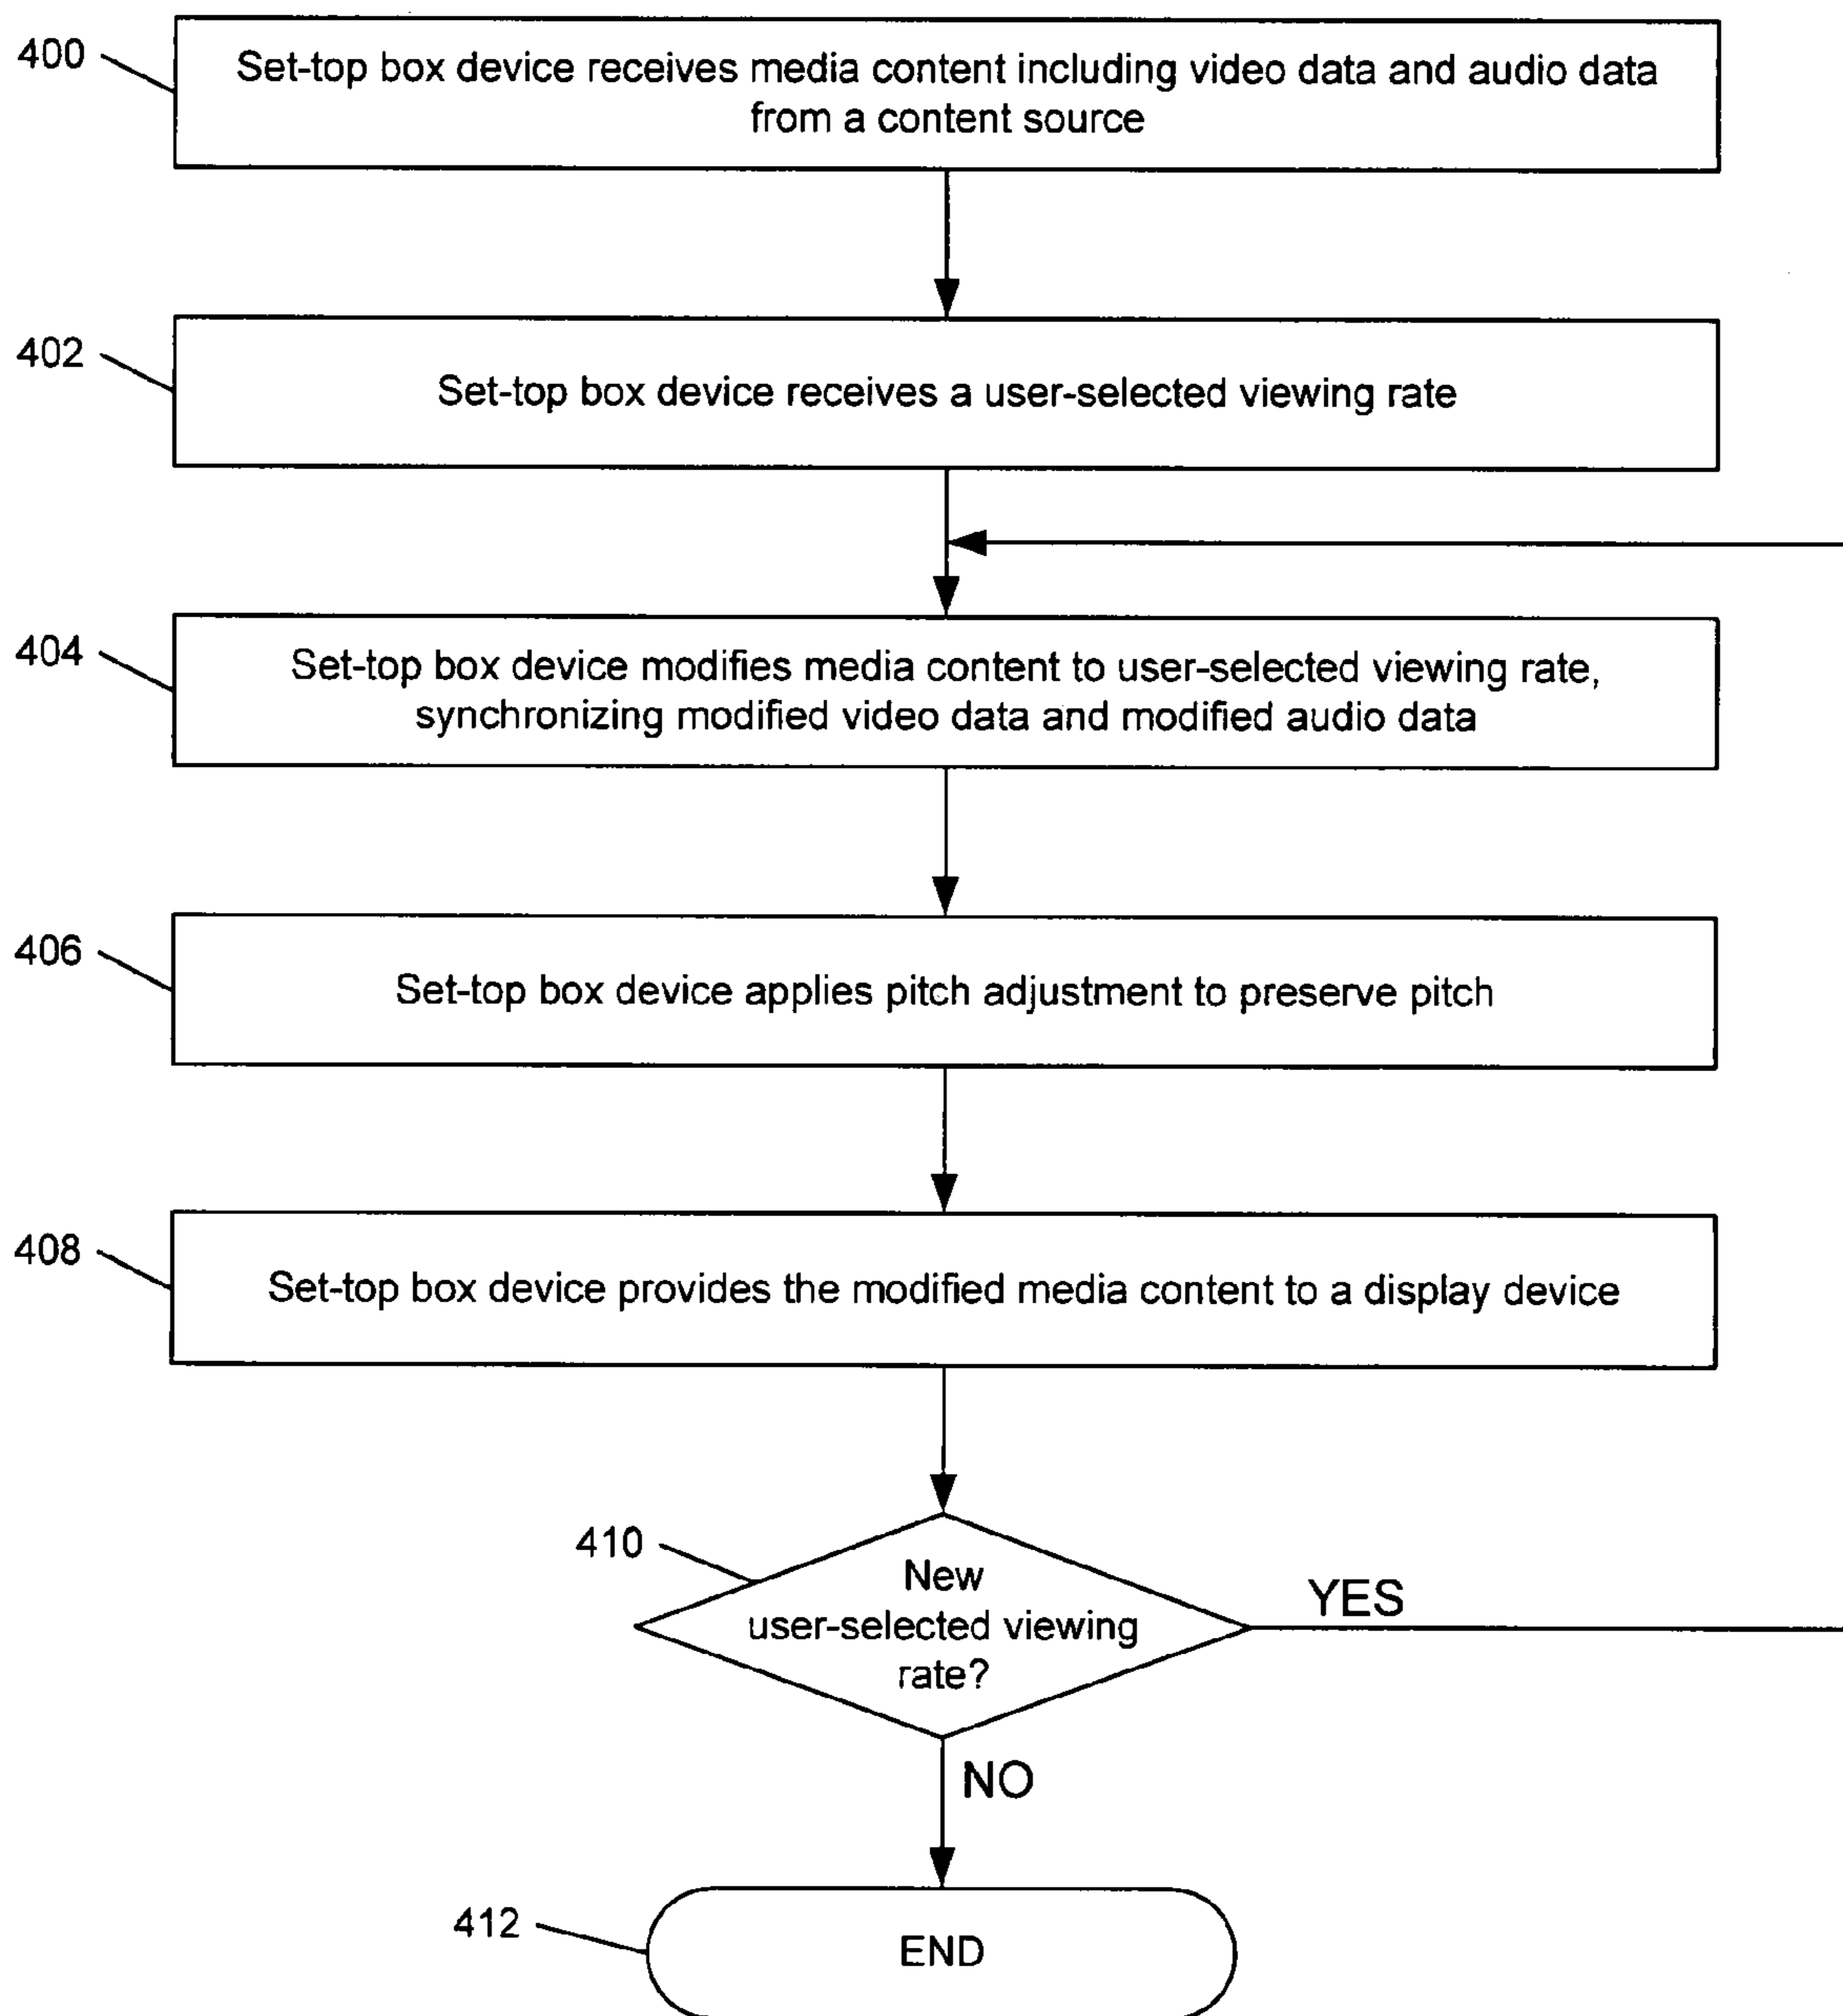 400
Set-top box device receives media content including video data and audio data
from a content source
402
Set-top box device receives a user-selected viewing rate
404
Set-top box device modifies media content to user-selected viewing rate,
synchronizing modified video data and modified audio data
406
Set-top box device applies pitch adjustment to preserve pitch
408
Set-top box device provides the modified media content to a display device
410
New
user-selected viewing
rate?
YES
NO
412
END